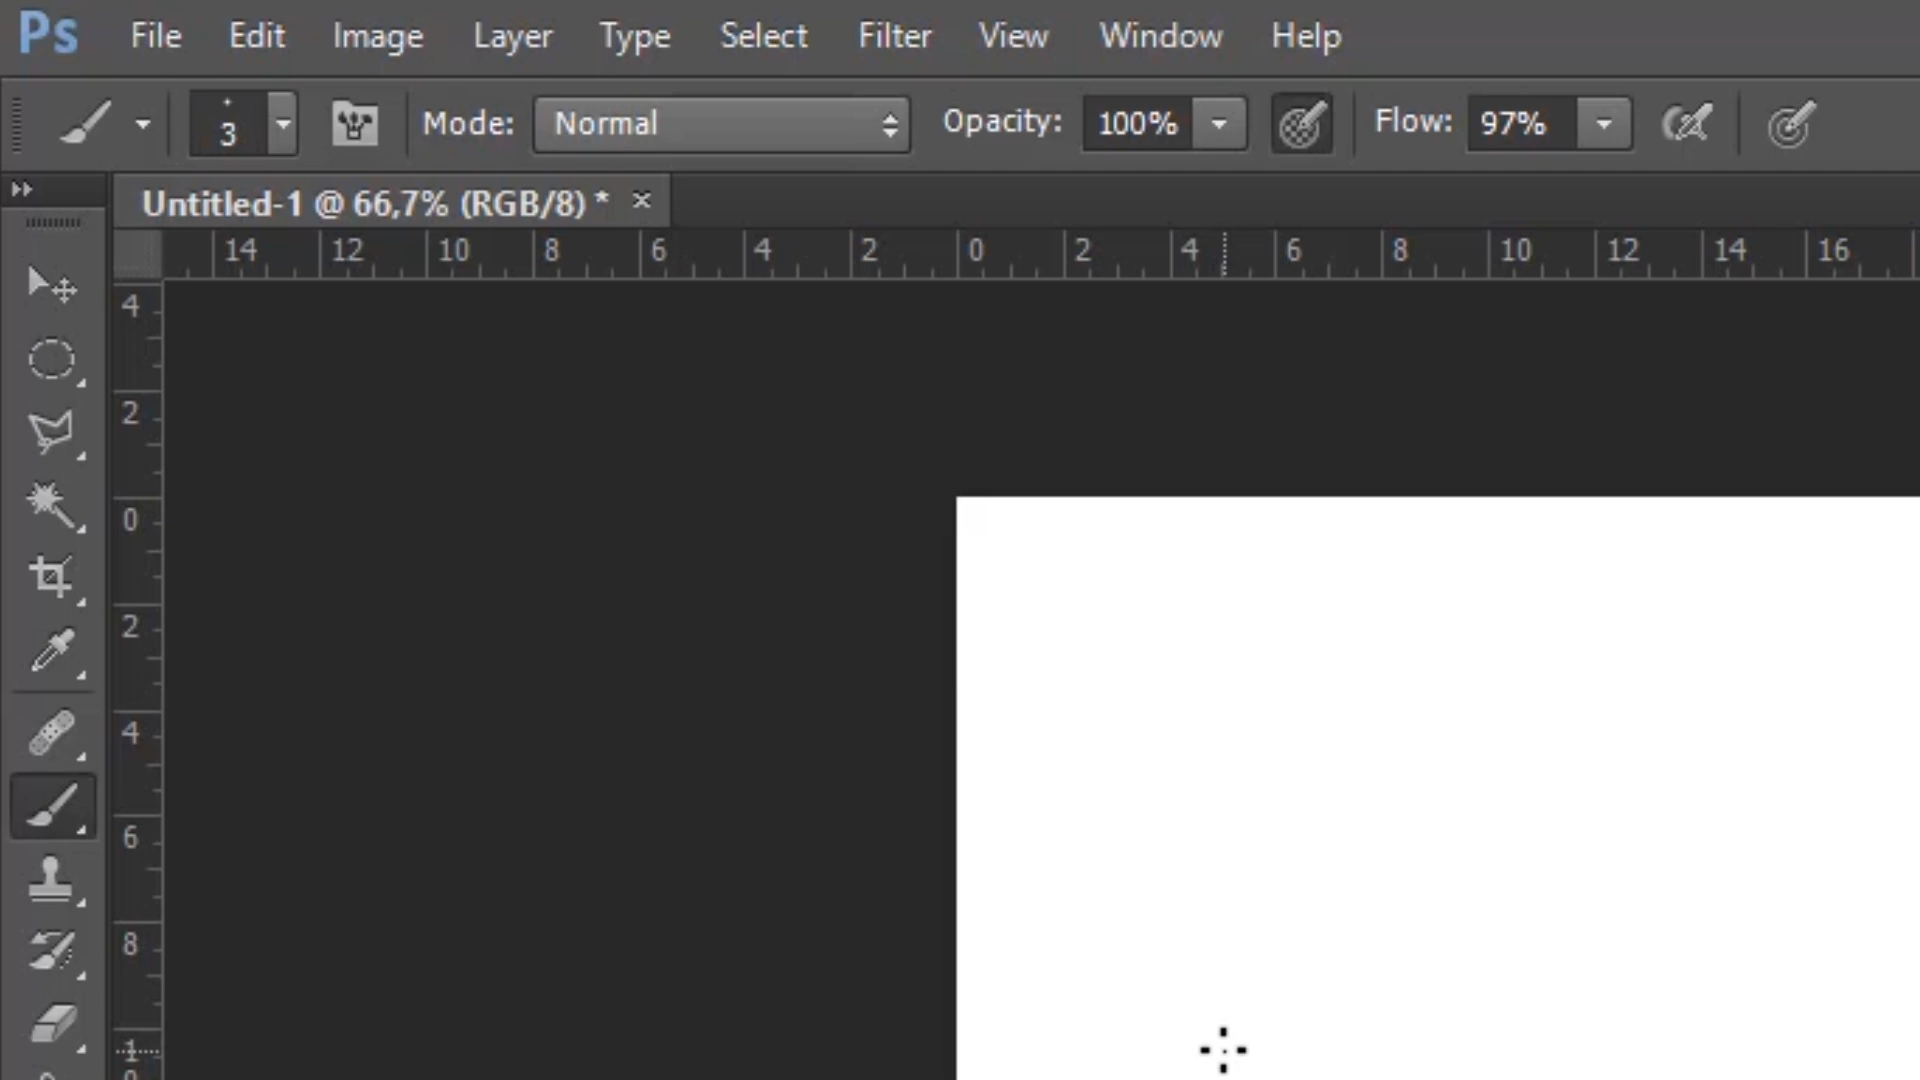 Ps File Edit Image Layer Type Select Filter View Window Help
3 Mode: Normal Opacity: 100% Flow: 97%
Untitled-1 @ 66,7% (RGB/8) * ×
14 12 10 8 6 4 2 0 2 4 6 8 10 12 14 16
4
2
0
2
4
6
8
1
0